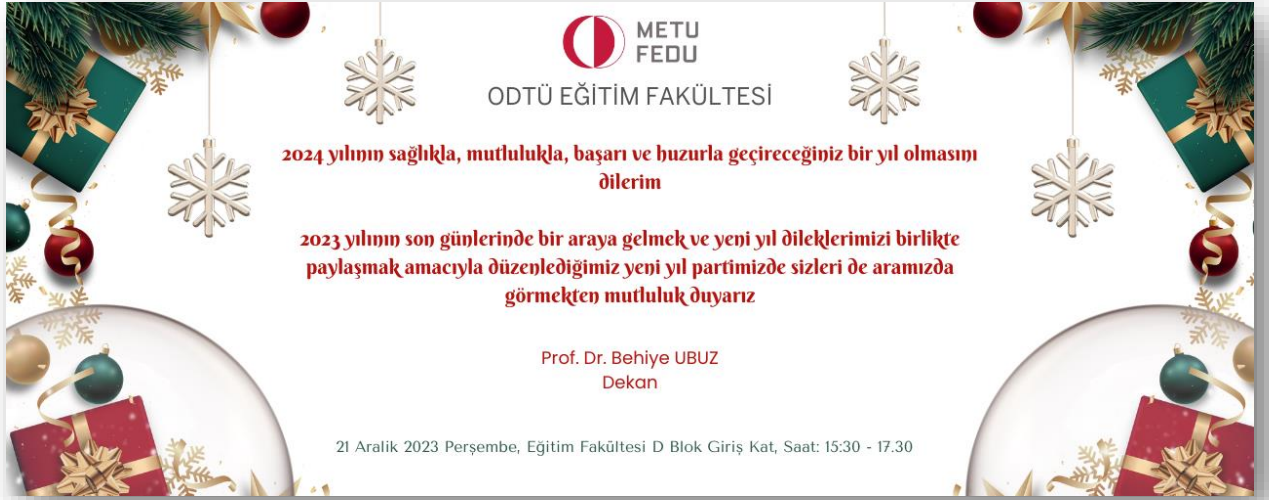 METU
FEDU
ODTÜ EĞİTİM FAKÜLTESİ
2024 yılının sağlıkla, mutlulukla, başarı ve huzurla geçireceğiniz bir yıl olmasını
dilerim
2023 yılının son günlerinde bir araya gelmek ve yeni yıl dileklerimizi birlikte
paylaşmak amacıyla düzenlediğimiz yeni yıl partimizde sizleri de aramızda
görmekten mutluluk duyarız
Prof. Dr. Behiye UBUZ
Dekan
21 Aralik 2023 Perşembe, Eğitim Fakültesi D Blok Giriş Kat, Saat: 15:30 - 17.30